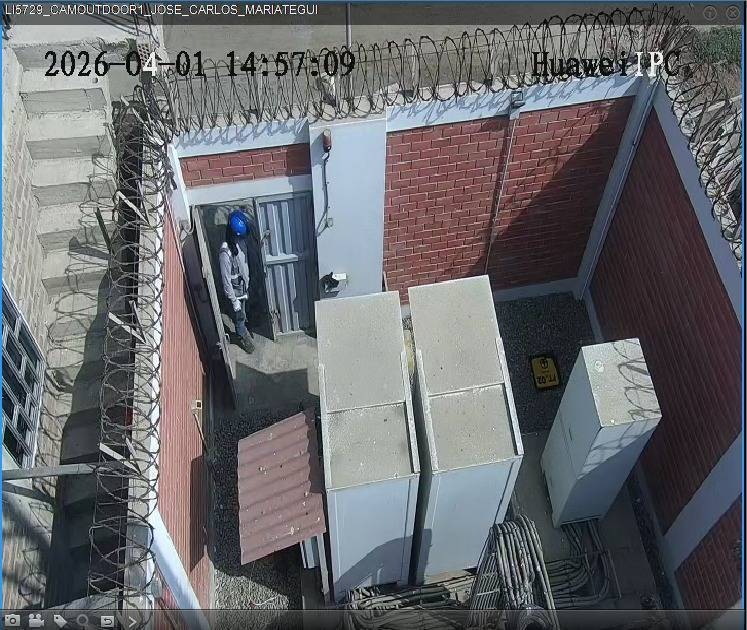 LI5729_CAMOUTDOOR1_JOSE_CARLOS_MARIATEGUI
2026-04-01 14:57:09
HuaweiIPC